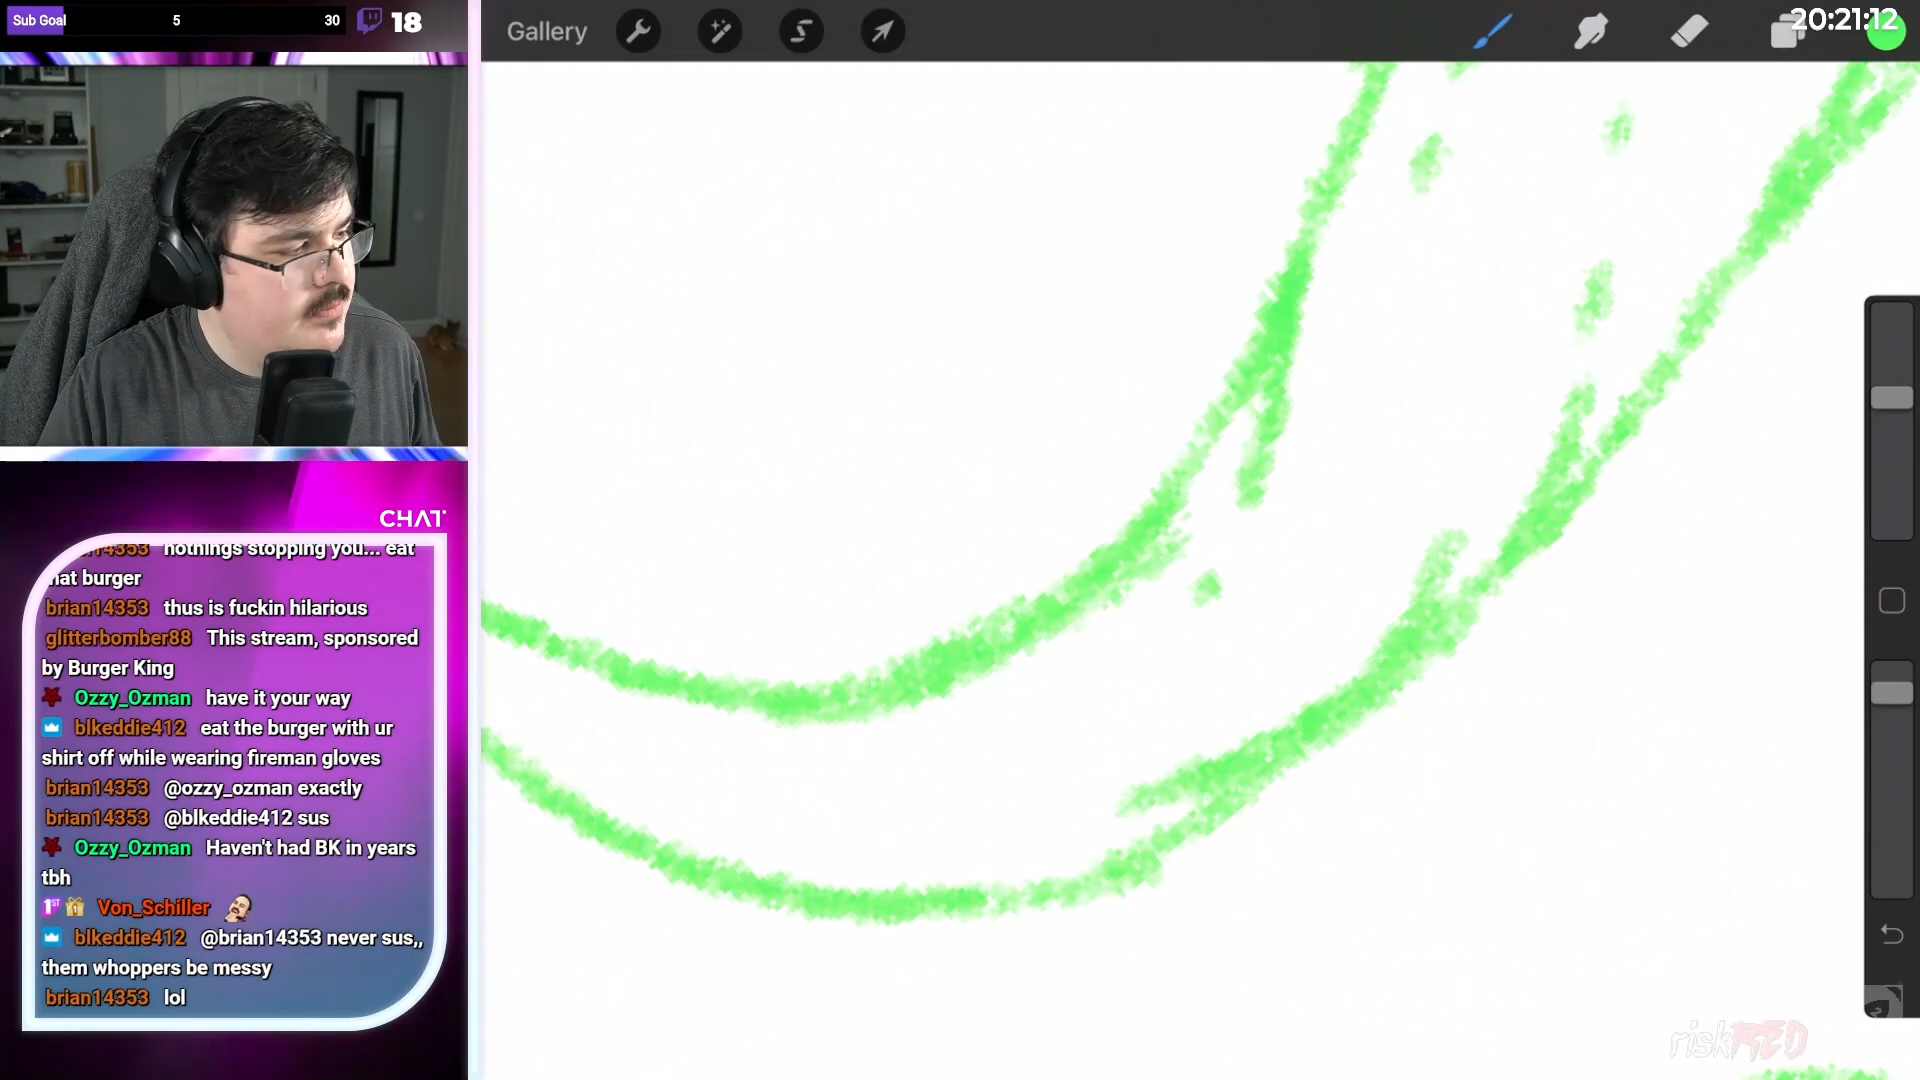 Sub Goal 5 30 18
Gallery
20:21:12
CHAT
nothings stopping you... eat
hat burger
brian14353 thus is fuckin hilarious
glitterbomber88 This stream, sponsored
by Burger King
Ozzy_Ozman have it your way
blkeddie412 eat the burger with ur
shirt off while wearing fireman gloves
brian14353 @ozzy_ozman exactly
brian14353 @blkeddie412 sus
Ozzy_Ozman Haven't had BK in years
tbh
1ST Von_Schiller
blkeddie412 @brian14353 never sus,,
them whoppers be messy
brian14353 lol
riskRED